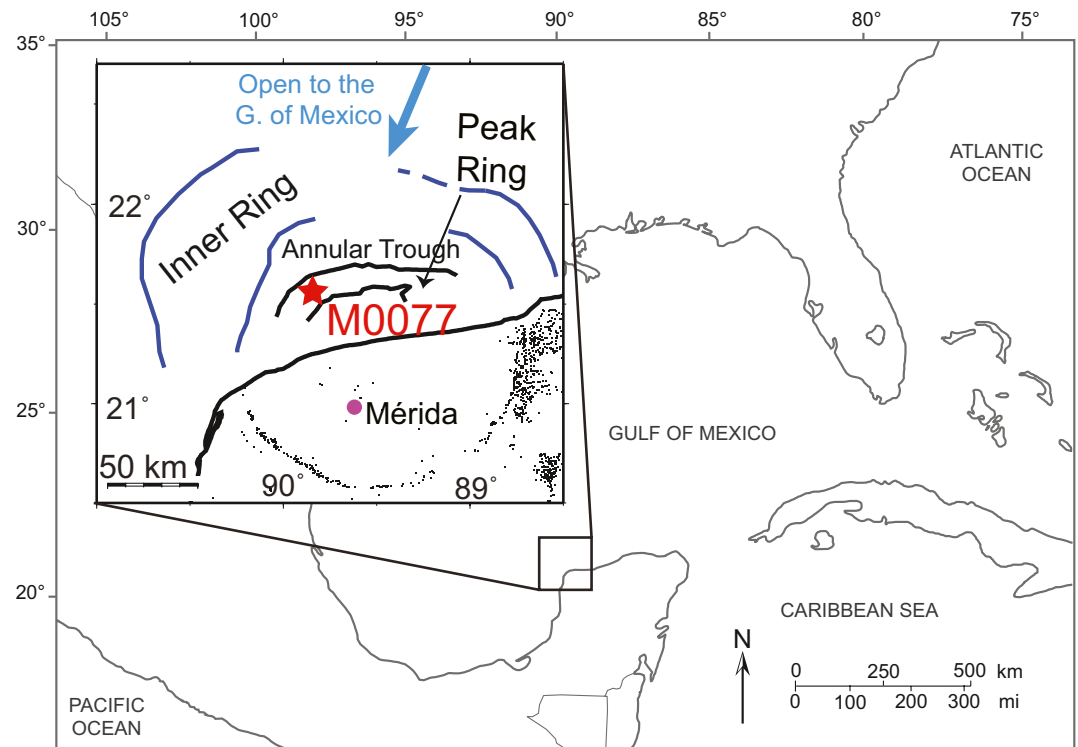 105° 100° 95° 90° 85° 80° 75°
35°
30°
25°
20°
Open to the
G. of Mexico
Peak
Ring
22°
Inner Ring
Annular Trough
M0077
21°
Mérida
50 km
90°
89°
ATLANTIC
OCEAN
GULF OF MEXICO
CARIBBEAN SEA
PACIFIC
OCEAN
N
0 250 500 km
0 100 200 300 mi